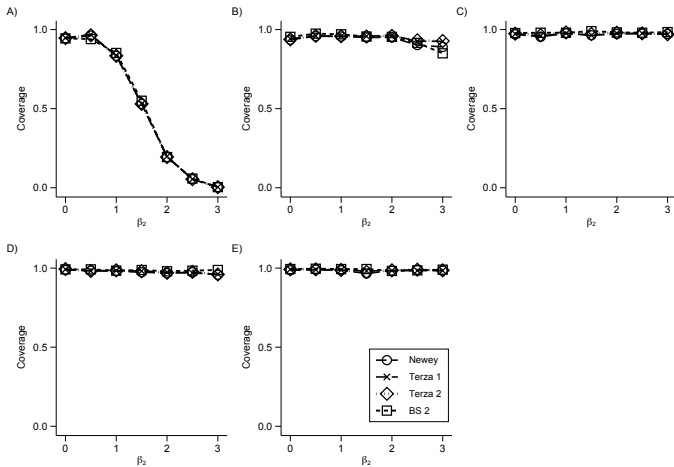 A)
1.0
0.5
0.0
Coverage
0 1 2 3
β2
B)
1.0
0.5
0.0
Coverage
0 1 2 3
β2
C)
1.0
0.5
0.0
Coverage
0 1 2 3
β2
D)
1.0
0.5
0.0
Coverage
0 1 2 3
β2
E)
1.0
0.5
0.0
Coverage
0 1 2 3
β2
Newey
Terza 1
Terza 2
BS 2